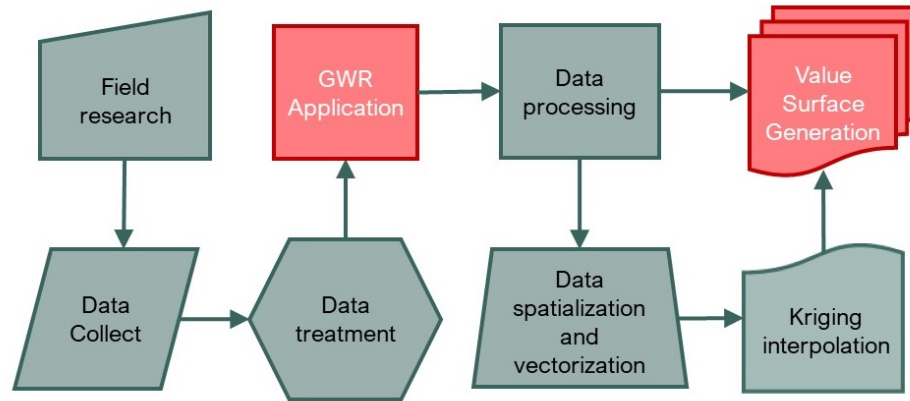 Field
research
Data
Collect
Data
treatment
GWR
Application
Data
processing
Data
spatialization
and
vectorization
Kriging
interpolation
Value
Surface
Generation